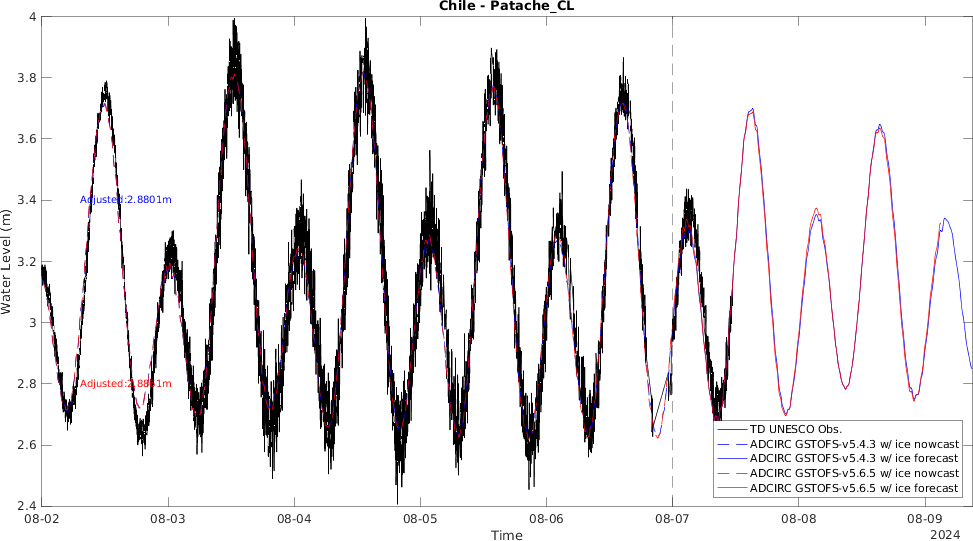 Chile - Patache_CL
4
3.8
3.6
3.4
3.2
3
2.8
2.6
2.4
Water Level (m)
Adjusted:2.8801m
TD UNESCO Obs.
ADCIRC GSTOFS-v5.4.3 w/ ice nowcast
ADCIRC GSTOFS-v5.4.3 w/ ice forecast
ADCIRC GSTOFS-v5.6.5 w/ ice nowcast
ADCIRC GSTOFS-v5.6.5 w/ ice forecast
08-02
08-03
08-04
08-05
08-06
08-07
08-08
08-09
Time
2024